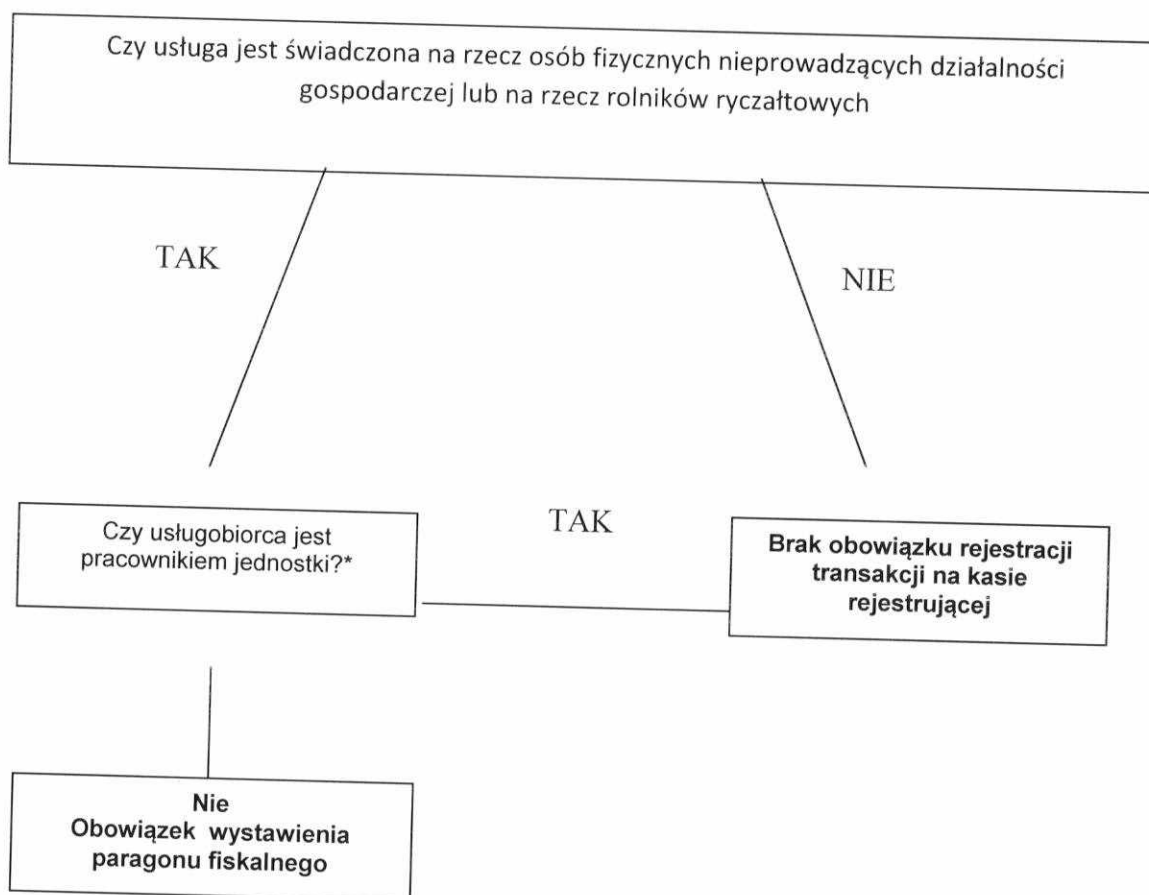 Czy usługa jest świadczona na rzecz osób fizycznych nieprowadzących działalności
gospodarczej lub na rzecz rolników ryczałtowych
TAK
NIE
Czy usługobiorca jest
pracownikiem jednostki?*
TAK
Brak obowiązku rejestracji
transakcji na kasie
rejestrującej
Nie
Obowiązek wystawienia
paragonu fiskalnego